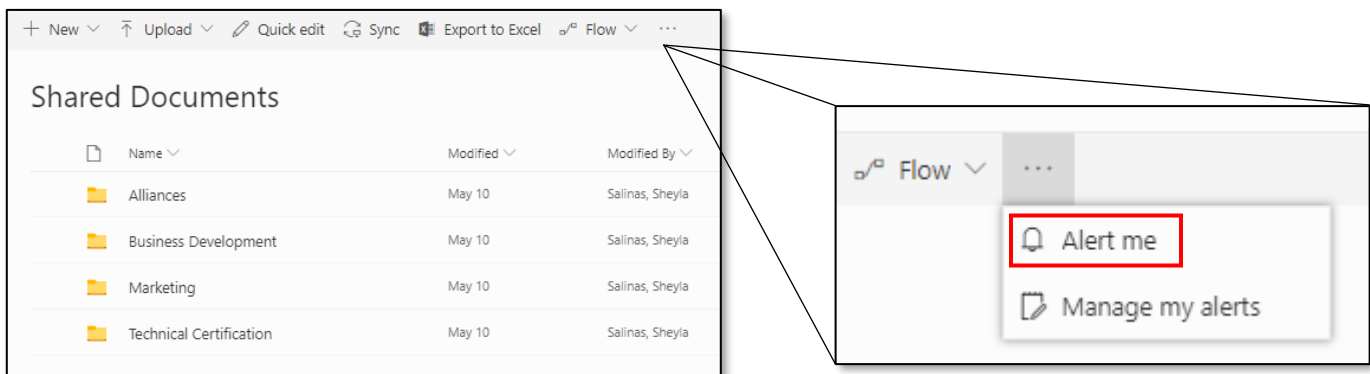 New Upload Quick edit Sync Export to Excel Flow ...
Shared Documents
Name Modified Modified By
Alliances May 10 Salinas, Sheyla
Business Development May 10 Salinas, Sheyla
Marketing May 10 Salinas, Sheyla
Technical Certification May 10 Salinas, Sheyla
Flow ...
Alert me
Manage my alerts